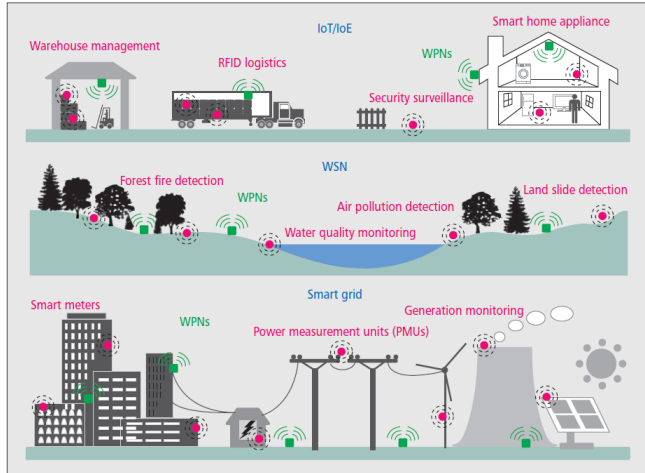 IoT/IoE
Smart home appliance
Warehouse management
RFID logistics
WPNs
Security surveillance
WSN
Forest fire detection
WPNs
Land slide detection
Air pollution detection
Water quality monitoring
Smart grid
Smart meters
Generation monitoring
WPNs
Power measurement units (PMUs)